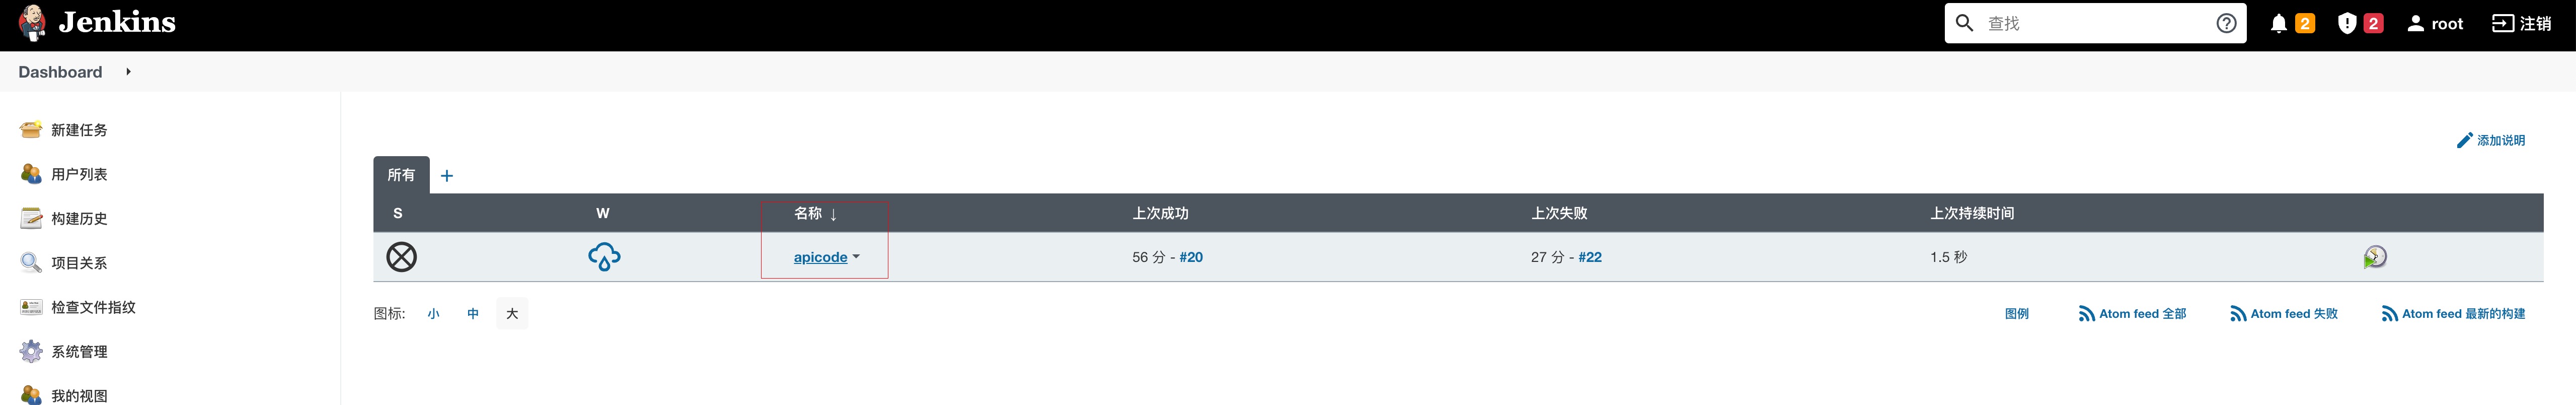 Jenkins
查找
2
2
root
注销
Dashboard
新建任务
用户列表
构建历史
项目关系
检查文件指纹
系统管理
我的视图
添加说明
所有 +
S W 名称 ↓ 上次成功 上次失败 上次持续时间
apicode 56 分 - #20 27 分 - #22 1.5 秒
图标: 小 中 大
图例 Atom feed 全部 Atom feed 失败 Atom feed 最新的构建